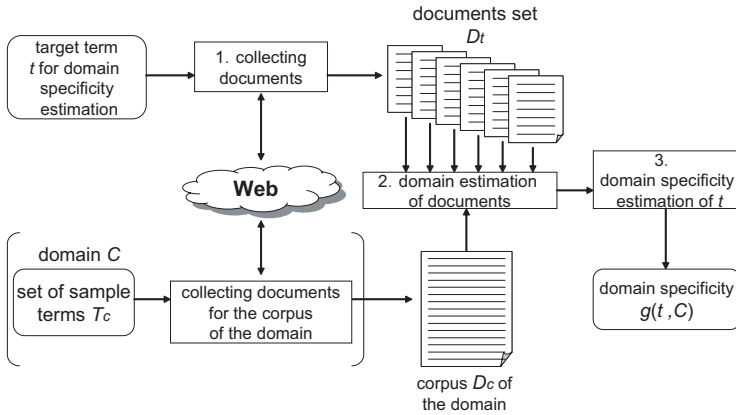 target term
t for domain
specificity
estimation
1. collecting
documents
documents set
Dt
Web
2. domain estimation
of documents
3.
domain specificity
estimation of t
domain C
set of sample
terms Tc
collecting documents
for the corpus
of the domain
corpus Dc of
the domain
domain specificity
g(t ,C)